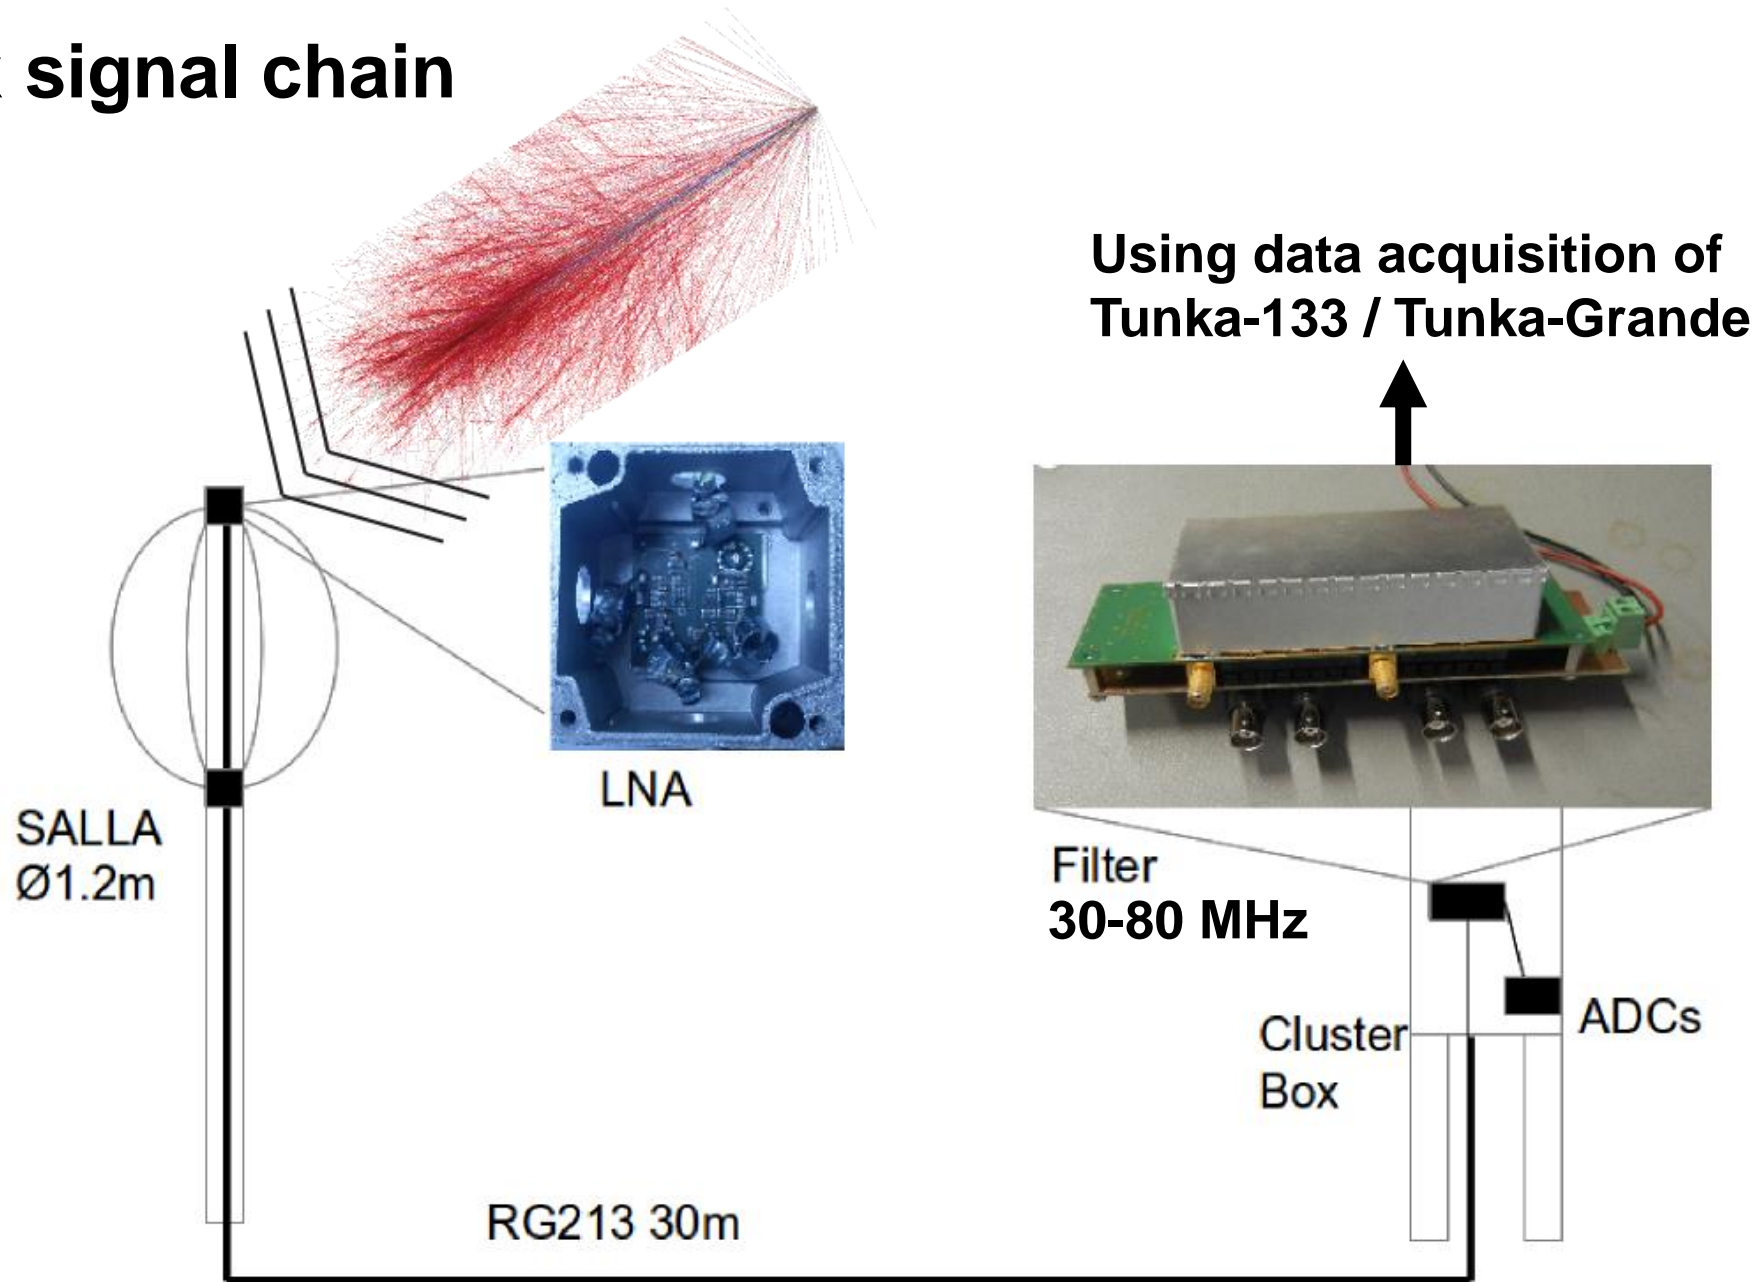 signal chain
Using data acquisition of
Tunka-133 / Tunka-Grande
LNA
SALLA
Ø1.2m
Filter
30-80 MHz
ADCs
Cluster
Box
RG213 30m